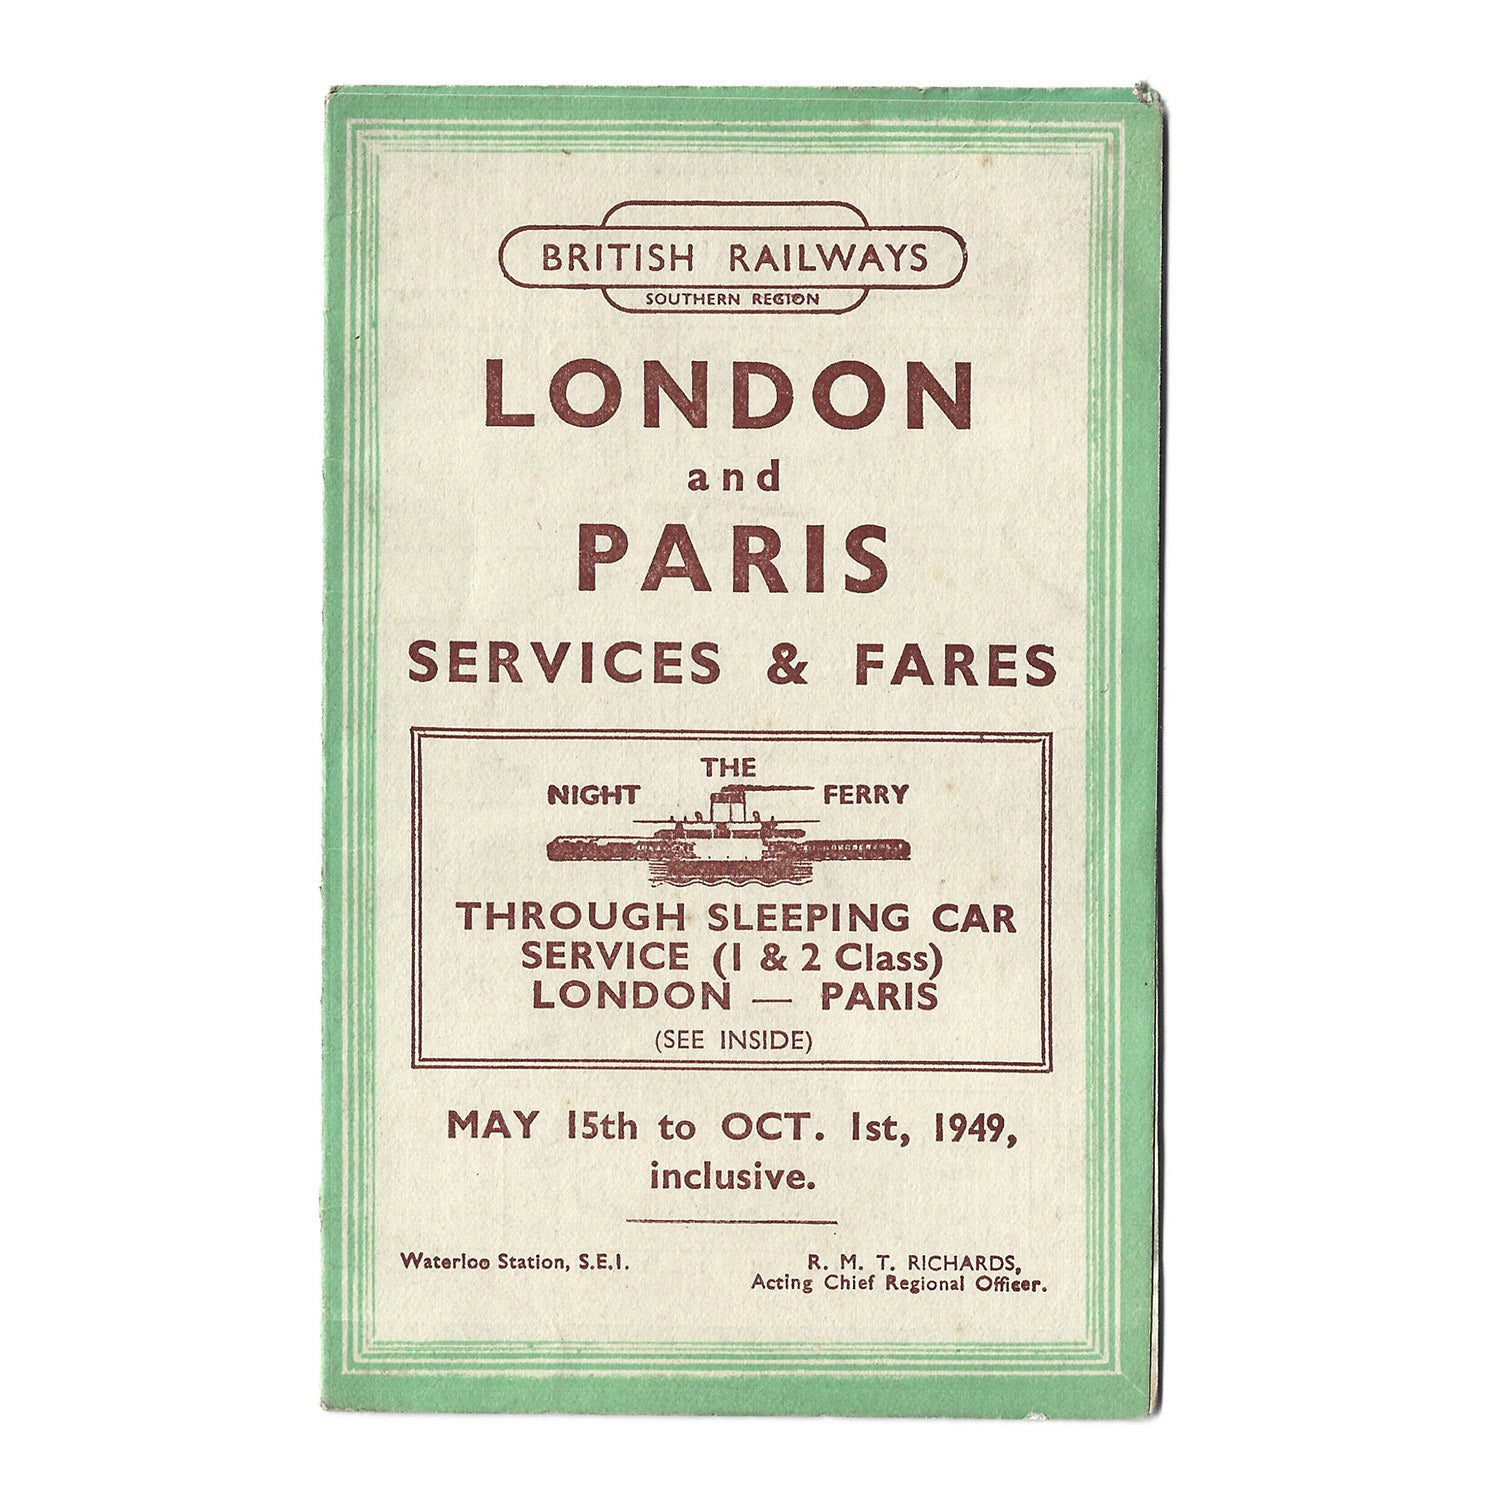 BRITISH RAILWAYS
SOUTHERN REGION
LONDON
and
PARIS
SERVICES & FARES
THE
NIGHT FERRY
THROUGH SLEEPING CAR
SERVICE (1 & 2 Class)
LONDON — PARIS
(SEE INSIDE)
MAY 15th to OCT. 1st, 1949,
inclusive.
Waterloo Station, S.E.1.
R. M. T. RICHARDS,
Acting Chief Regional Officer.